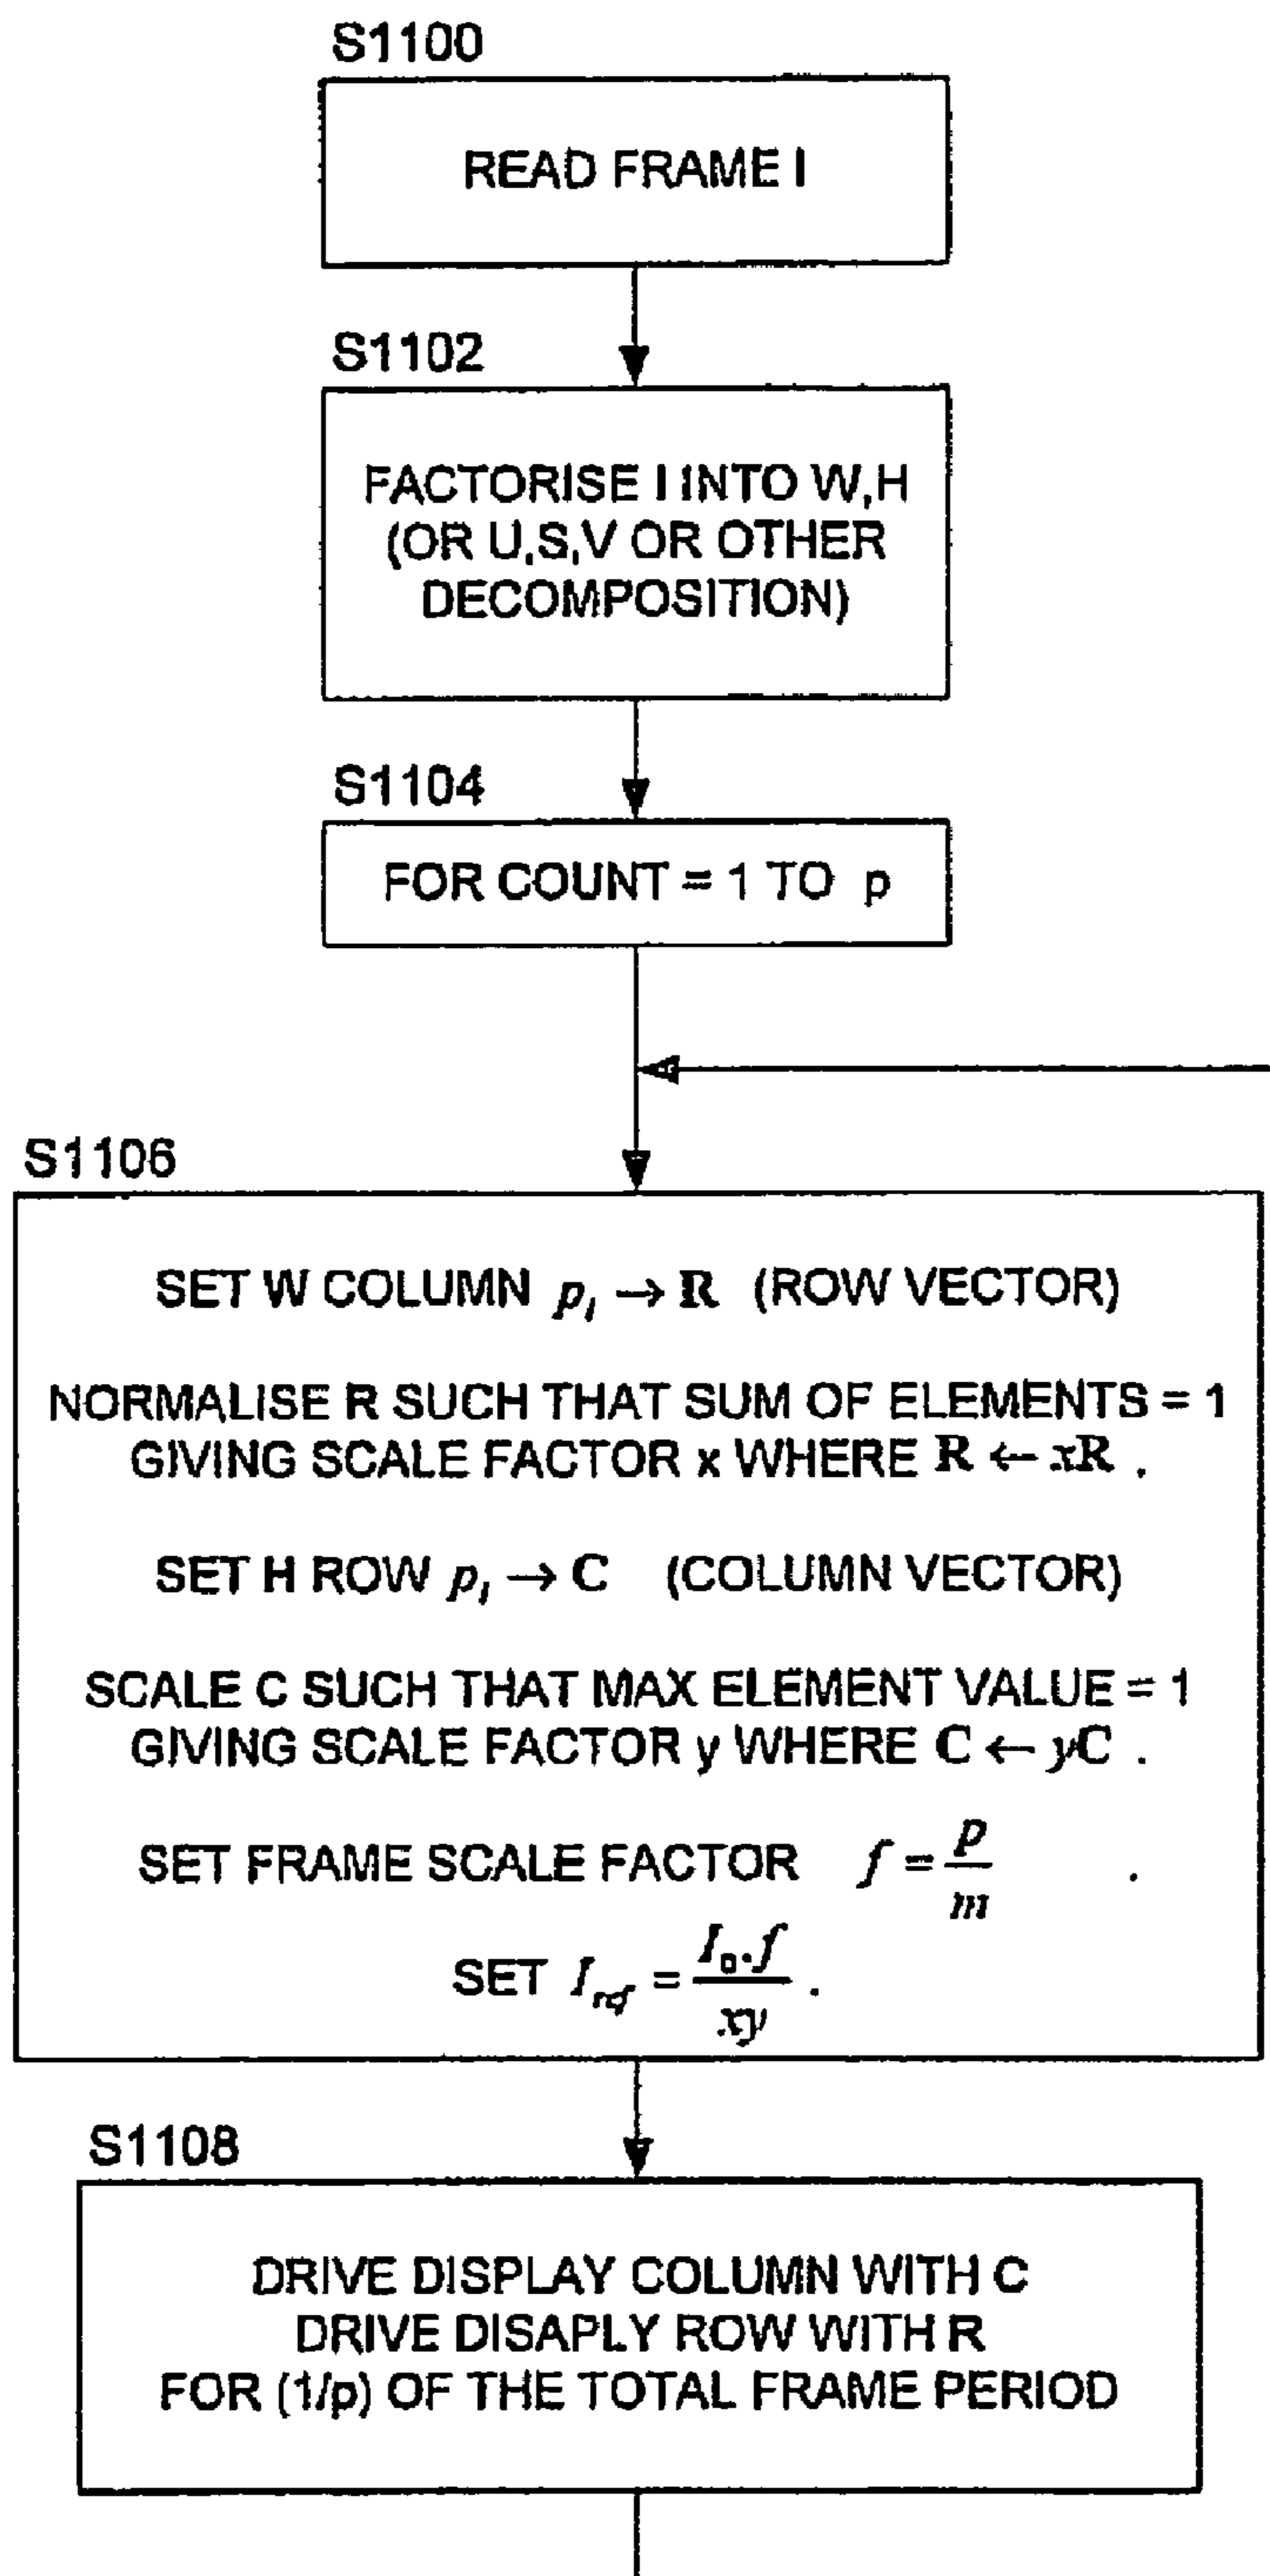 S1100
READ FRAME I
S1102
FACTORISE I INTO W,H
(OR U,S,V OR OTHER
DECOMPOSITION)
S1104
FOR COUNT = 1 TO p
S1106
SET W COLUMN pᵢ → R (ROW VECTOR)
NORMALISE R SUCH THAT SUM OF ELEMENTS = 1
GIVING SCALE FACTOR x WHERE R ← xR .
SET H ROW pᵢ → C (COLUMN VECTOR)
SCALE C SUCH THAT MAX ELEMENT VALUE = 1
GIVING SCALE FACTOR y WHERE C ← yC .
SET FRAME SCALE FACTOR f = p/m .
SET I_ref = I₀.f/xy .
S1108
DRIVE DISPLAY COLUMN WITH C
DRIVE DISAPLY ROW WITH R
FOR (1/p) OF THE TOTAL FRAME PERIOD